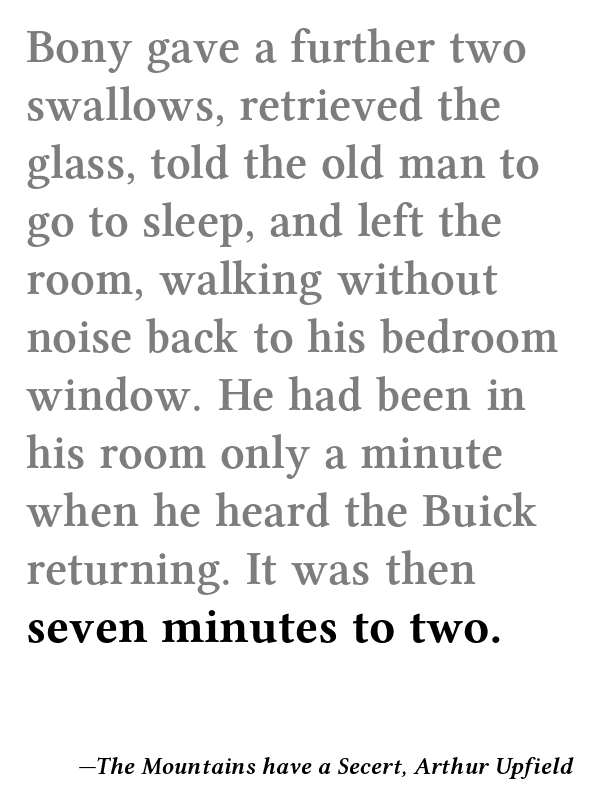 Bony gave a further two
swallows, retrieved the
glass, told the old man to
go to sleep, and left the
room, walking without
noise back to his bedroom
window. He had been in
his room only a minute
when he heard the Buick
returning. It was then
seven minutes to two.
—The Mountains have a Secert, Arthur Upfield